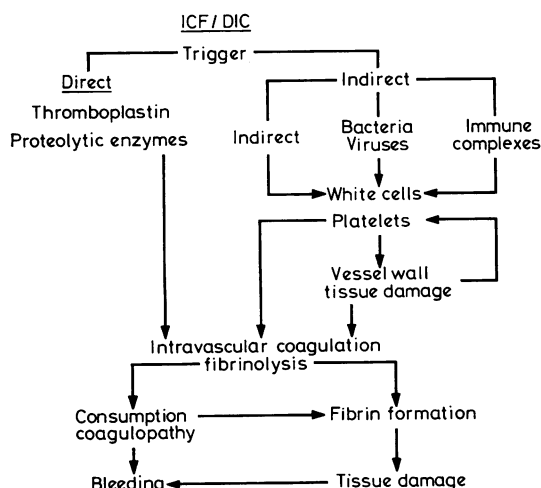 ICF / DIC
Trigger
Direct
Indirect
Thromboplastin
Proteolytic enzymes
Indirect
Bacteria
Viruses
Immune
complexes
White cells
Platelets
Vessel wall
tissue damage
Intravascular coagulation
fibrinolysis
Consumption
coagulopathy
Fibrin formation
Bleeding
Tissue damage